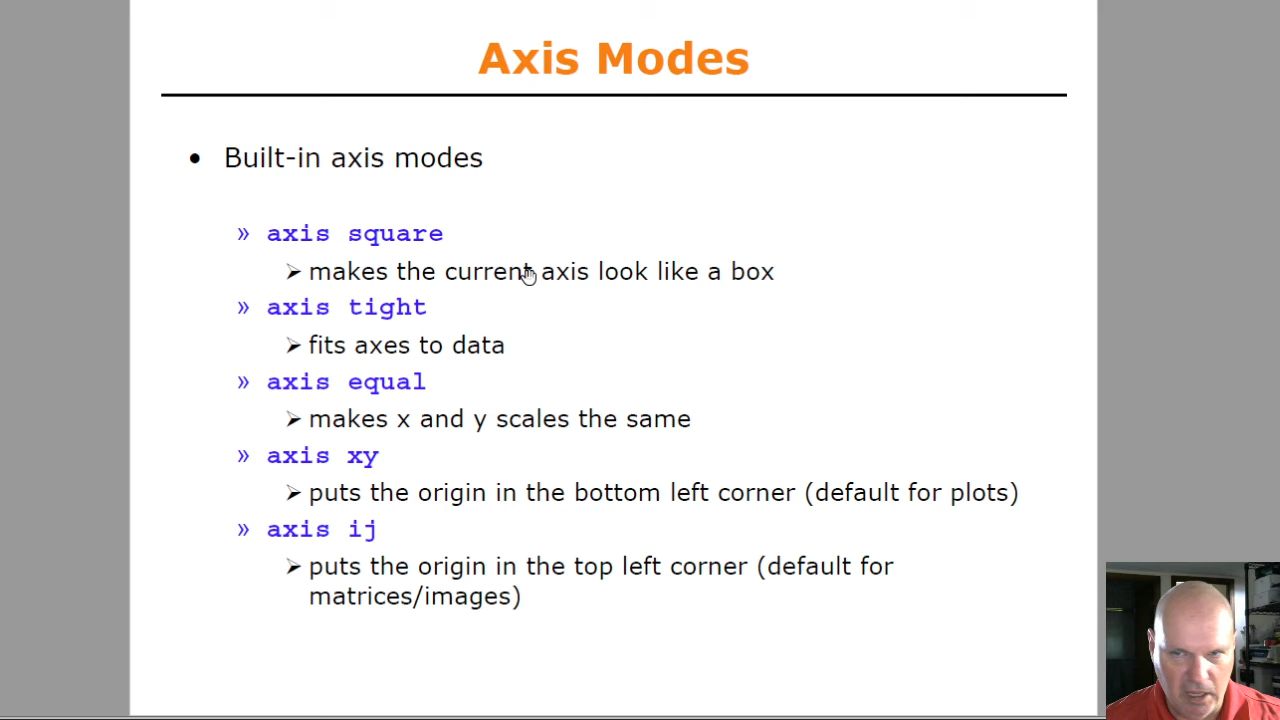 Axis Modes
• Built-in axis modes
» axis square
➢ makes the current axis look like a box
» axis tight
➢ fits axes to data
» axis equal
➢ makes x and y scales the same
» axis xy
➢ puts the origin in the bottom left corner (default for plots)
» axis ij
➢ puts the origin in the top left corner (default for
matrices/images)